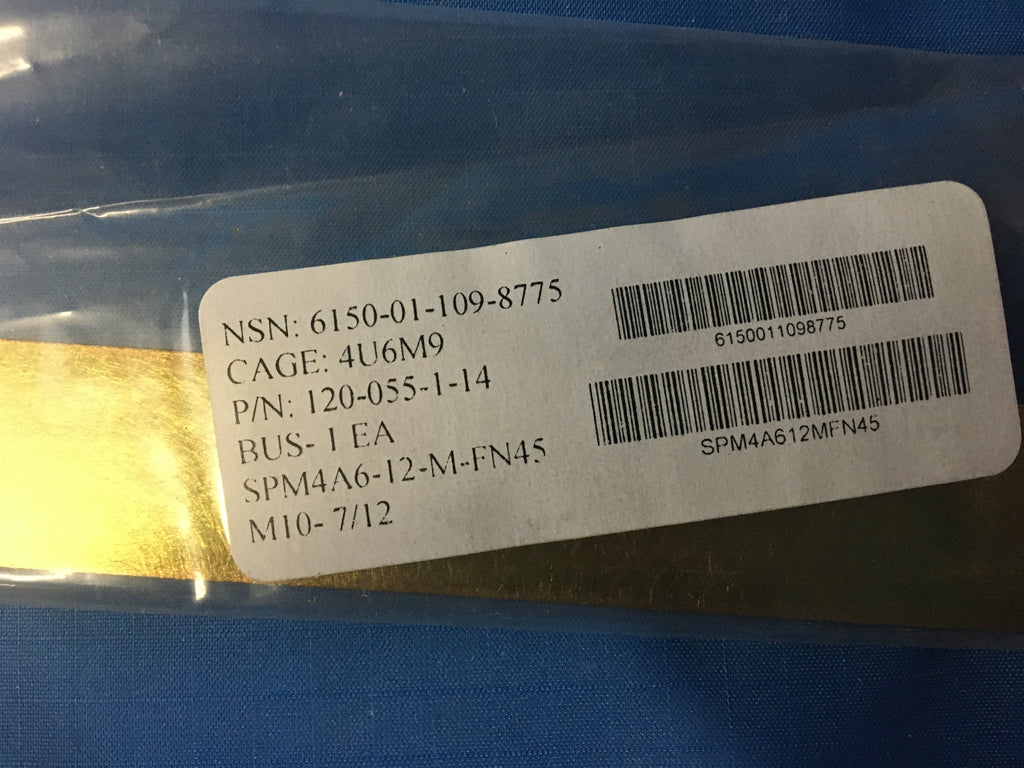 NSN: 6150-01-109-8775
CAGE: 4U6M9
P/N: 120-055-1-14
BUS- 1 EA
SPM4A6-12-M-FN45
M10- 7/12
6150011098775
SPM4A612MFN45